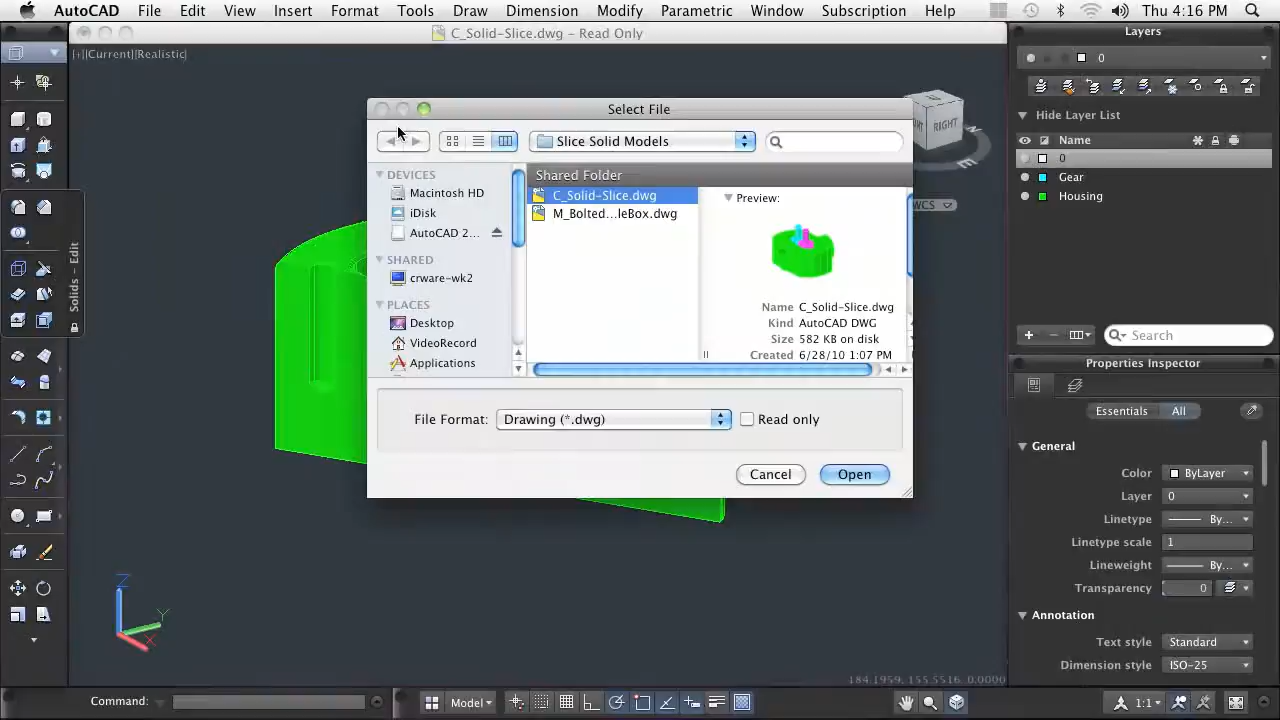 AutoCAD File Edit View Insert Format Tools Draw Dimension Modify Parametric Window Subscription Help Thu 4:16 PM
C_Solid-Slice.dwg – Read Only
[+][Current][Realistic]
Layers
0
Hide Layer List
Name
0
Gear
Housing
Search
Properties Inspector
Essentials All
General
Color ByLayer
Layer 0
Linetype By...
Linetype scale 1
Lineweight By...
Transparency 0
Annotation
Text style Standard
Dimension style ISO-25
Solids - Edit
Select File
Slice Solid Models
DEVICES
Macintosh HD
iDisk
AutoCAD 2...
SHARED
crware-wk2
PLACES
Desktop
VideoRecord
Applications
Shared Folder
C_Solid-Slice.dwg
M_Bolted...leBox.dwg
Preview:
Name C_Solid-Slice.dwg
Kind AutoCAD DWG
Size 582 KB on disk
Created 6/28/10 1:07 PM
File Format: Drawing (*.dwg) Read only
Cancel Open
RIGHT
WCS
Z
Y
X
184.1959, 155.5516, 0.0000
Command: Model 1:1